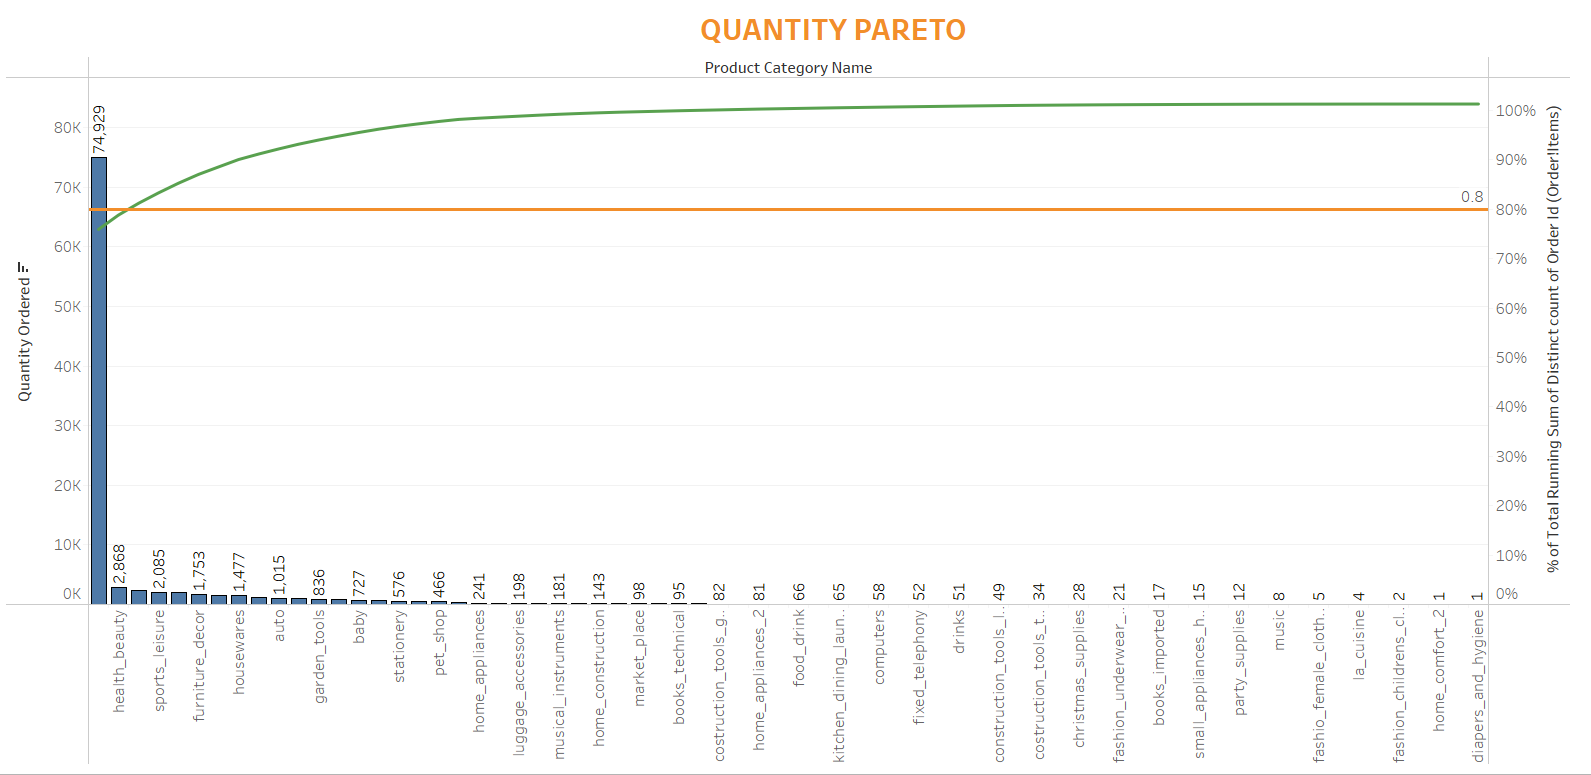 QUANTITY PARETO
Product Category Name
Quantity Ordered
80K
70K
60K
50K
40K
30K
20K
10K
0K
74,929
2,868
2,085
1,753
1,477
1,015
836
727
576
466
241
198
181
143
98
95
82
81
66
65
58
52
51
49
34
28
21
17
15
12
8
5
4
2
1
1
0.8
100%
90%
80%
70%
60%
50%
40%
30%
20%
10%
0%
% of Total Running Sum of Distinct count of Order Id (Order!Items)
health_beauty
sports_leisure
furniture_decor
housewares
auto
garden_tools
baby
stationery
pet_shop
home_appliances
luggage_accessories
musical_instruments
home_construction
market_place
books_technical
costruction_tools_g..
home_appliances_2
food_drink
kitchen_dining_laun..
computers
fixed_telephony
drinks
construction_tools_l..
costruction_tools_t..
christmas_supplies
fashion_underwear_..
books_imported
small_appliances_h..
party_supplies
music
fashio_female_cloth..
la_cuisine
fashion_childrens_cl..
home_comfort_2
diapers_and_hygiene